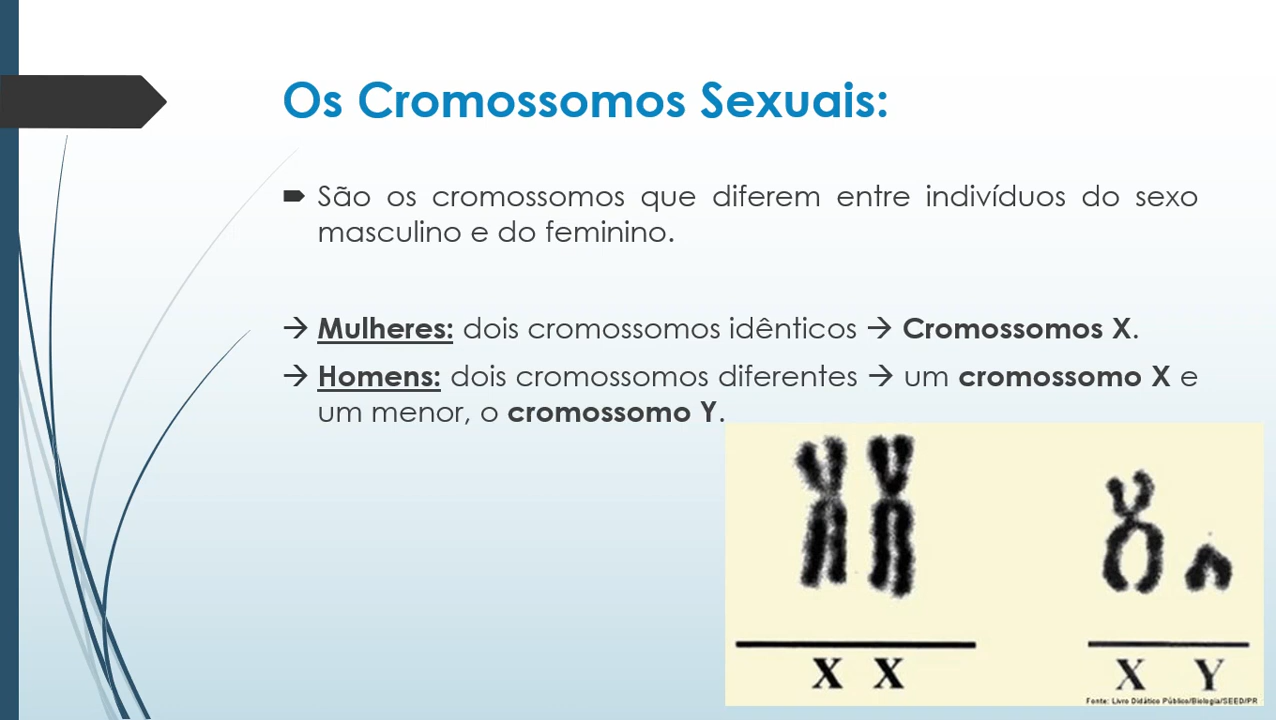 Os Cromossomos Sexuais:
São os cromossomos que diferem entre indivíduos do sexo
masculino e do feminino.
→ Mulheres: dois cromossomos idênticos → Cromossomos X.
→ Homens: dois cromossomos diferentes → um cromossomo X e
um menor, o cromossomo Y.
X X
X Y
Fonte: Livro Didático Público/Biologia/SEED/PR